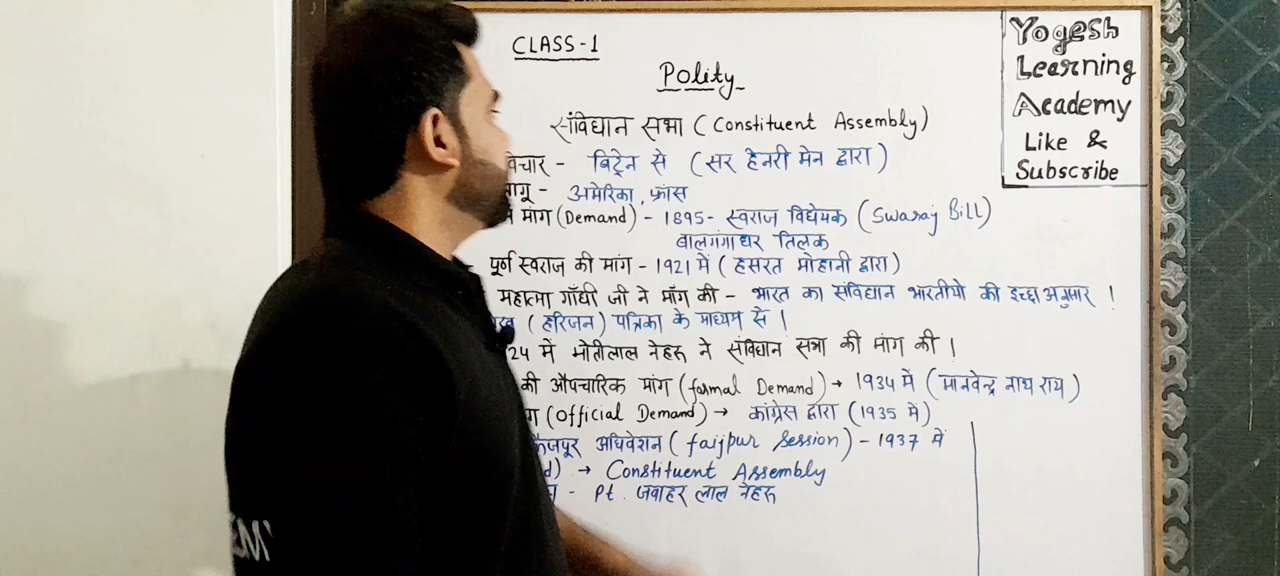 CLASS-1
Polity
संविधान सभा (Constituent Assembly)
विचार - ब्रिट्रेन से (सर हेनरी मेन द्वारा)
लागू - अमेरिका, फ्रांस
मांग (Demand) - 1895- स्वराज विधेयक (Swaraj Bill)
बालगंगाधर तिलक
पूर्ण स्वराज की मांग - 1921 में (हसरत मोहानी द्वारा)
महात्मा गाँधी जी ने माँग की - भारत का संविधान भारतीयो की इच्छा अनुसार !
(हरिजन) पत्रिका के माध्यम से |
24 में मोतीलाल नेहरू ने संविधान सभा की मांग की |
की औपचारिक मांग (formal Demand) → 1934 में (मानवेन्द्र नाथ राय)
(Official Demand) → कांग्रेस द्वारा (1935 में)
फैजपूर अधिवेशन (faijpur Session) - 1937 में
→ Constituent Assembly
- Pt. जवाहर लाल नेहरू
Yogesh
Learning
Academy
Like &
Subscribe